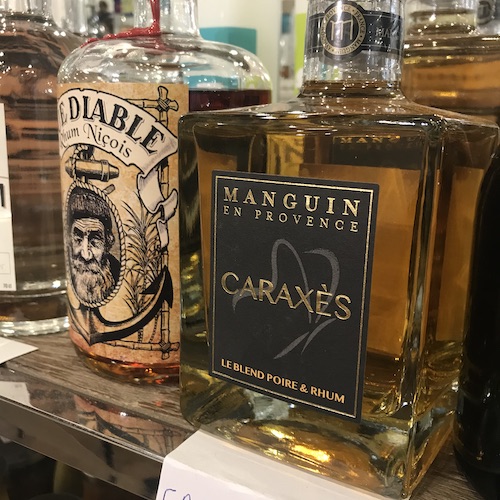 E DIABLE
Rhum Niçois
MANGUIN
EN PROVENCE
CARAXÈS
LE BLEND POIRE & RHUM